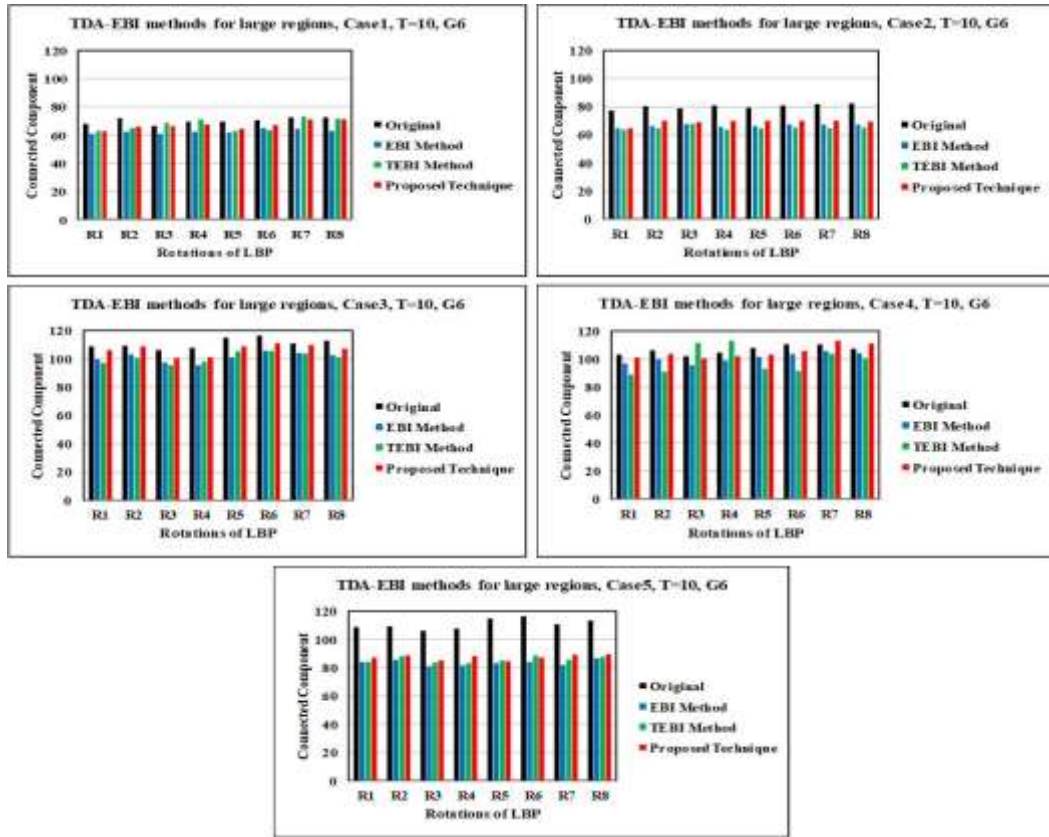 TDA-EBI methods for large regions, Case1, T=10, G6
120
100
80
60
40
20
0
Connected Component
R1 R2 R3 R4 R5 R6 R7 R8
Rotations of LBP
Original
EBI Method
TEBI Method
Proposed Technique
TDA-EBI methods for large regions, Case2, T=10, G6
120
100
80
60
40
20
0
Connected Component
R1 R2 R3 R4 R5 R6 R7 R8
Rotations of LBP
Original
EBI Method
TEBI Method
Proposed Technique
TDA-EBI methods for large regions, Case3, T=10, G6
120
100
80
60
40
20
0
Connected Component
R1 R2 R3 R4 R5 R6 R7 R8
Rotations of LBP
Original
EBI Method
TEBI Method
Proposed Technique
TDA-EBI methods for large regions, Case4, T=10, G6
120
100
80
60
40
20
0
Connected Component
R1 R2 R3 R4 R5 R6 R7 R8
Rotations of LBP
Original
EBI Method
TEBI Method
Proposed Technique
TDA-EBI methods for large regions, Case5, T=10, G6
120
100
80
60
40
20
0
Connected Component
R1 R2 R3 R4 R5 R6 R7 R8
Rotations of LBP
Original
EBI Method
TEBI Method
Proposed Technique